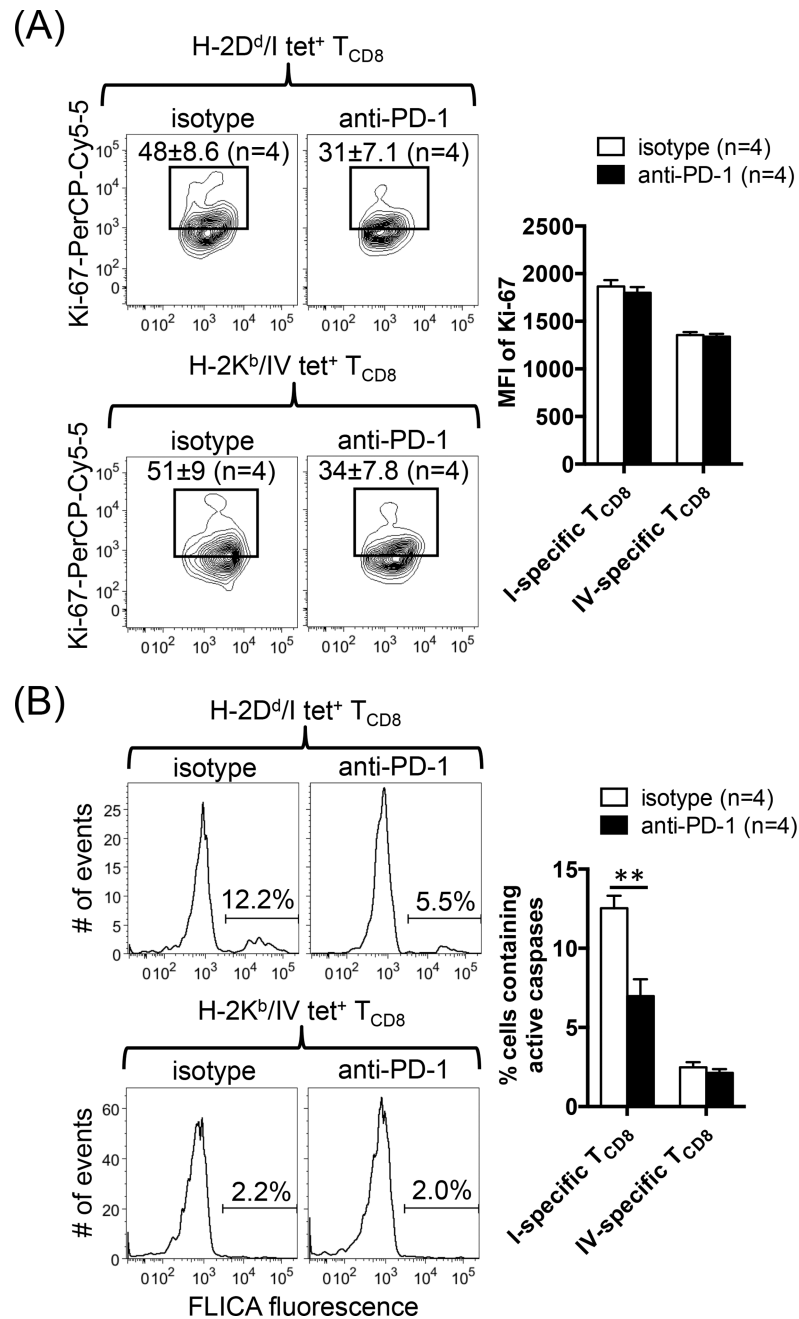 (A)
H-2Dᵈ/I tet⁺ T_CD8
isotype
anti-PD-1
48±8.6 (n=4)
31±7.1 (n=4)
Ki-67-PerCP-Cy5-5
10⁵
10⁴
10³
10²
0
0 10² 10³ 10⁴ 10⁵
0 10² 10³ 10⁴ 10⁵
H-2Kᵇ/IV tet⁺ T_CD8
isotype
anti-PD-1
51±9 (n=4)
34±7.8 (n=4)
Ki-67-PerCP-Cy5-5
10⁵
10⁴
10³
10²
0
0 10² 10³ 10⁴ 10⁵
0 10² 10³ 10⁴ 10⁵
isotype (n=4)
anti-PD-1 (n=4)
MFI of Ki-67
2500
2000
1500
1000
500
0
I-specific T_CD8
IV-specific T_CD8
(B)
H-2Dᵈ/I tet⁺ T_CD8
isotype
anti-PD-1
# of events
25
20
15
10
5
0
12.2%
5.5%
0 10² 10³ 10⁴ 10⁵
0 10² 10³ 10⁴ 10⁵
H-2Kᵇ/IV tet⁺ T_CD8
isotype
anti-PD-1
# of events
60
40
20
0
2.2%
2.0%
0 10² 10³ 10⁴ 10⁵
0 10² 10³ 10⁴ 10⁵
FLICA fluorescence
isotype (n=4)
anti-PD-1 (n=4)
% cells containing
active caspases
15
10
5
0
**
I-specific T_CD8
IV-specific T_CD8